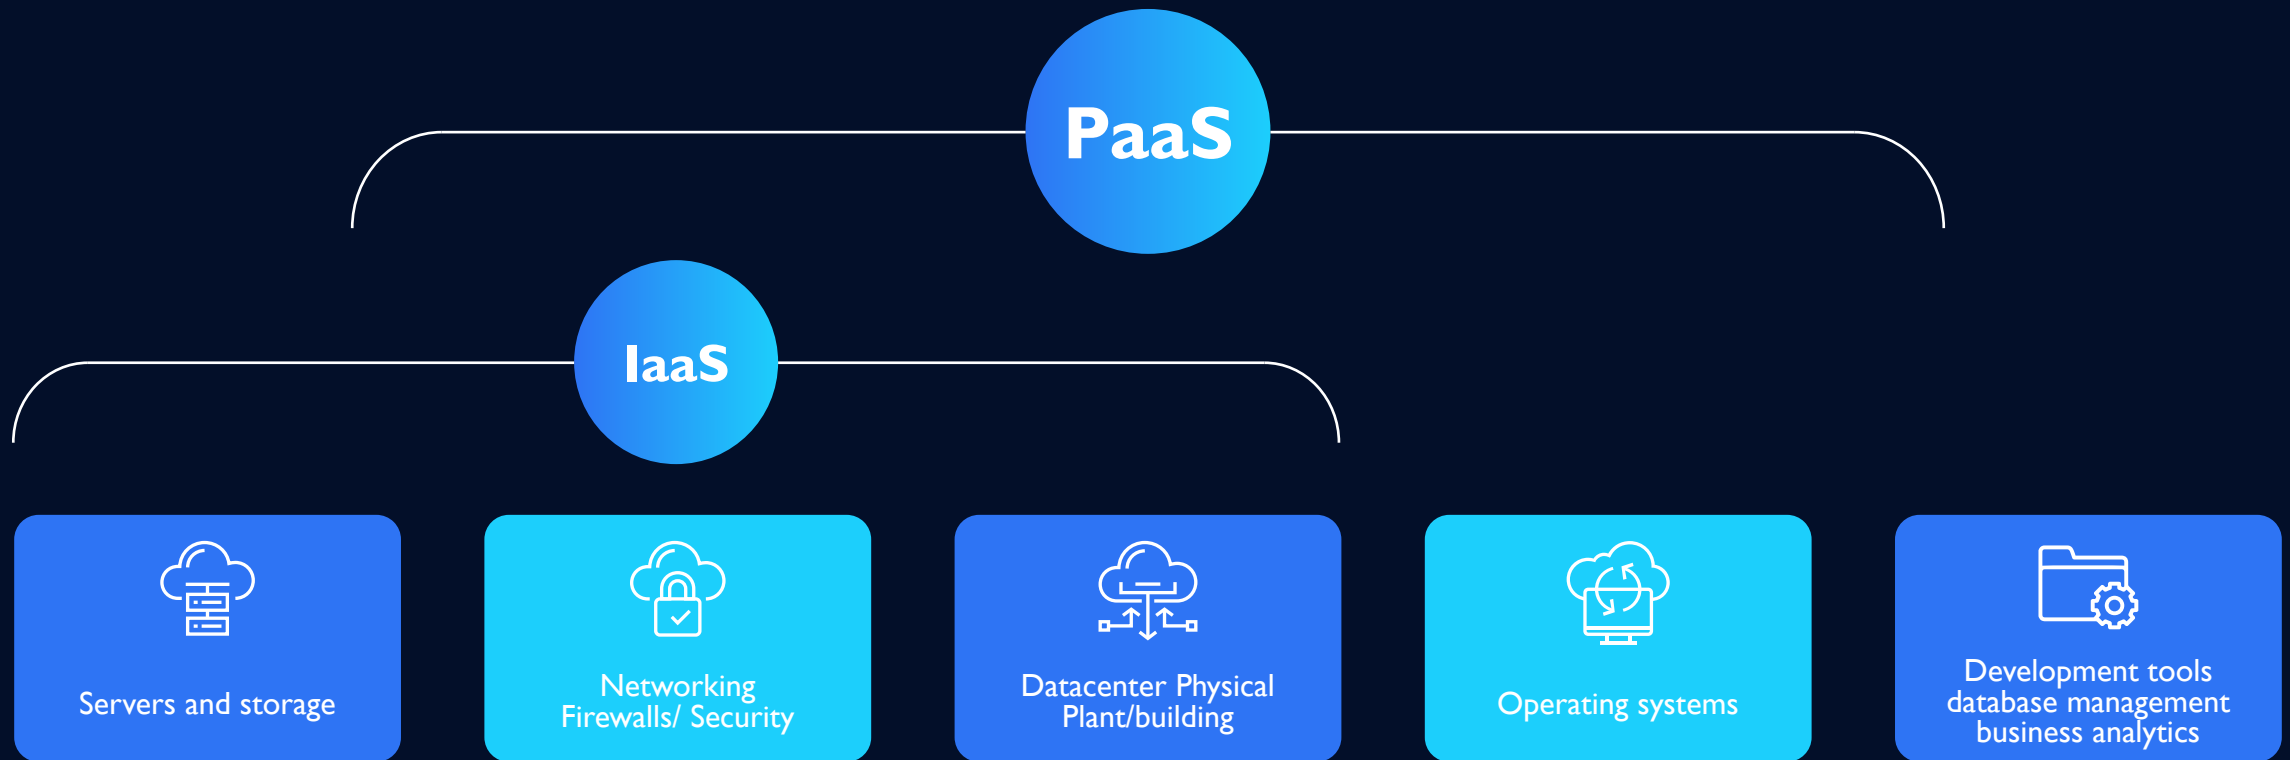 PaaS
IaaS
Servers and storage
Networking
Firewalls/ Security
Datacenter Physical
Plant/building
Operating systems
Development tools
database management
business analytics